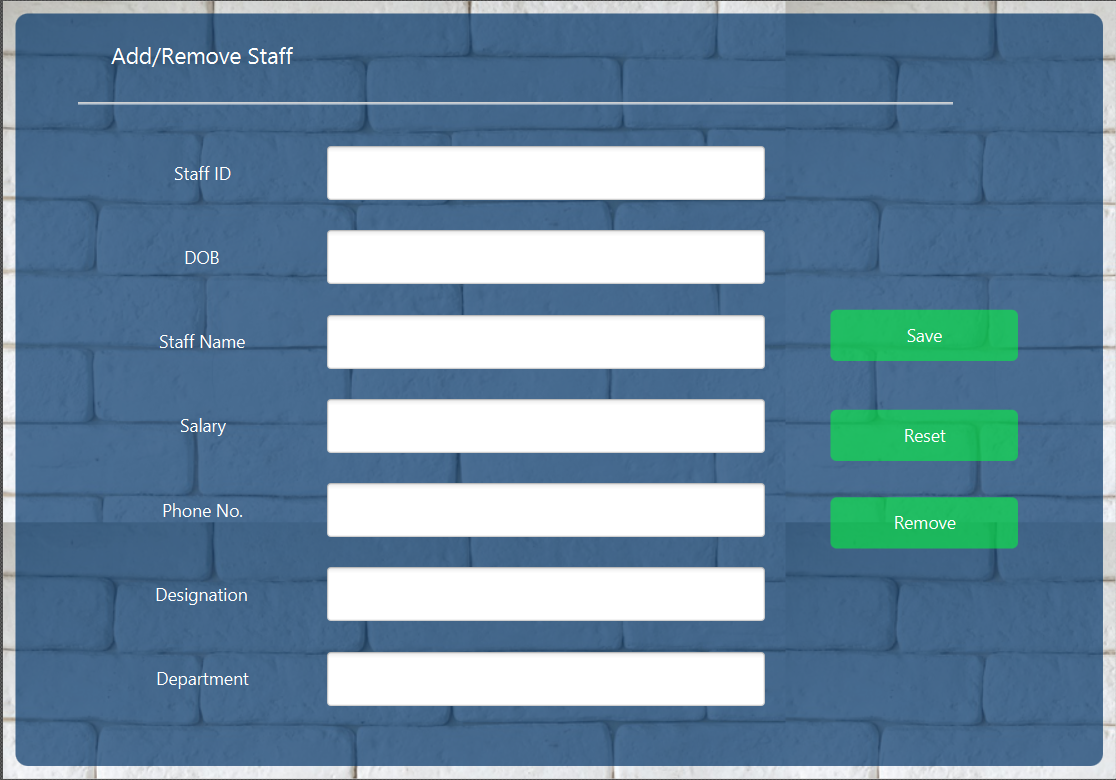 Add/Remove Staff
Staff ID
DOB
Staff Name
Save
Salary
Reset
Phone No.
Remove
Designation
Department